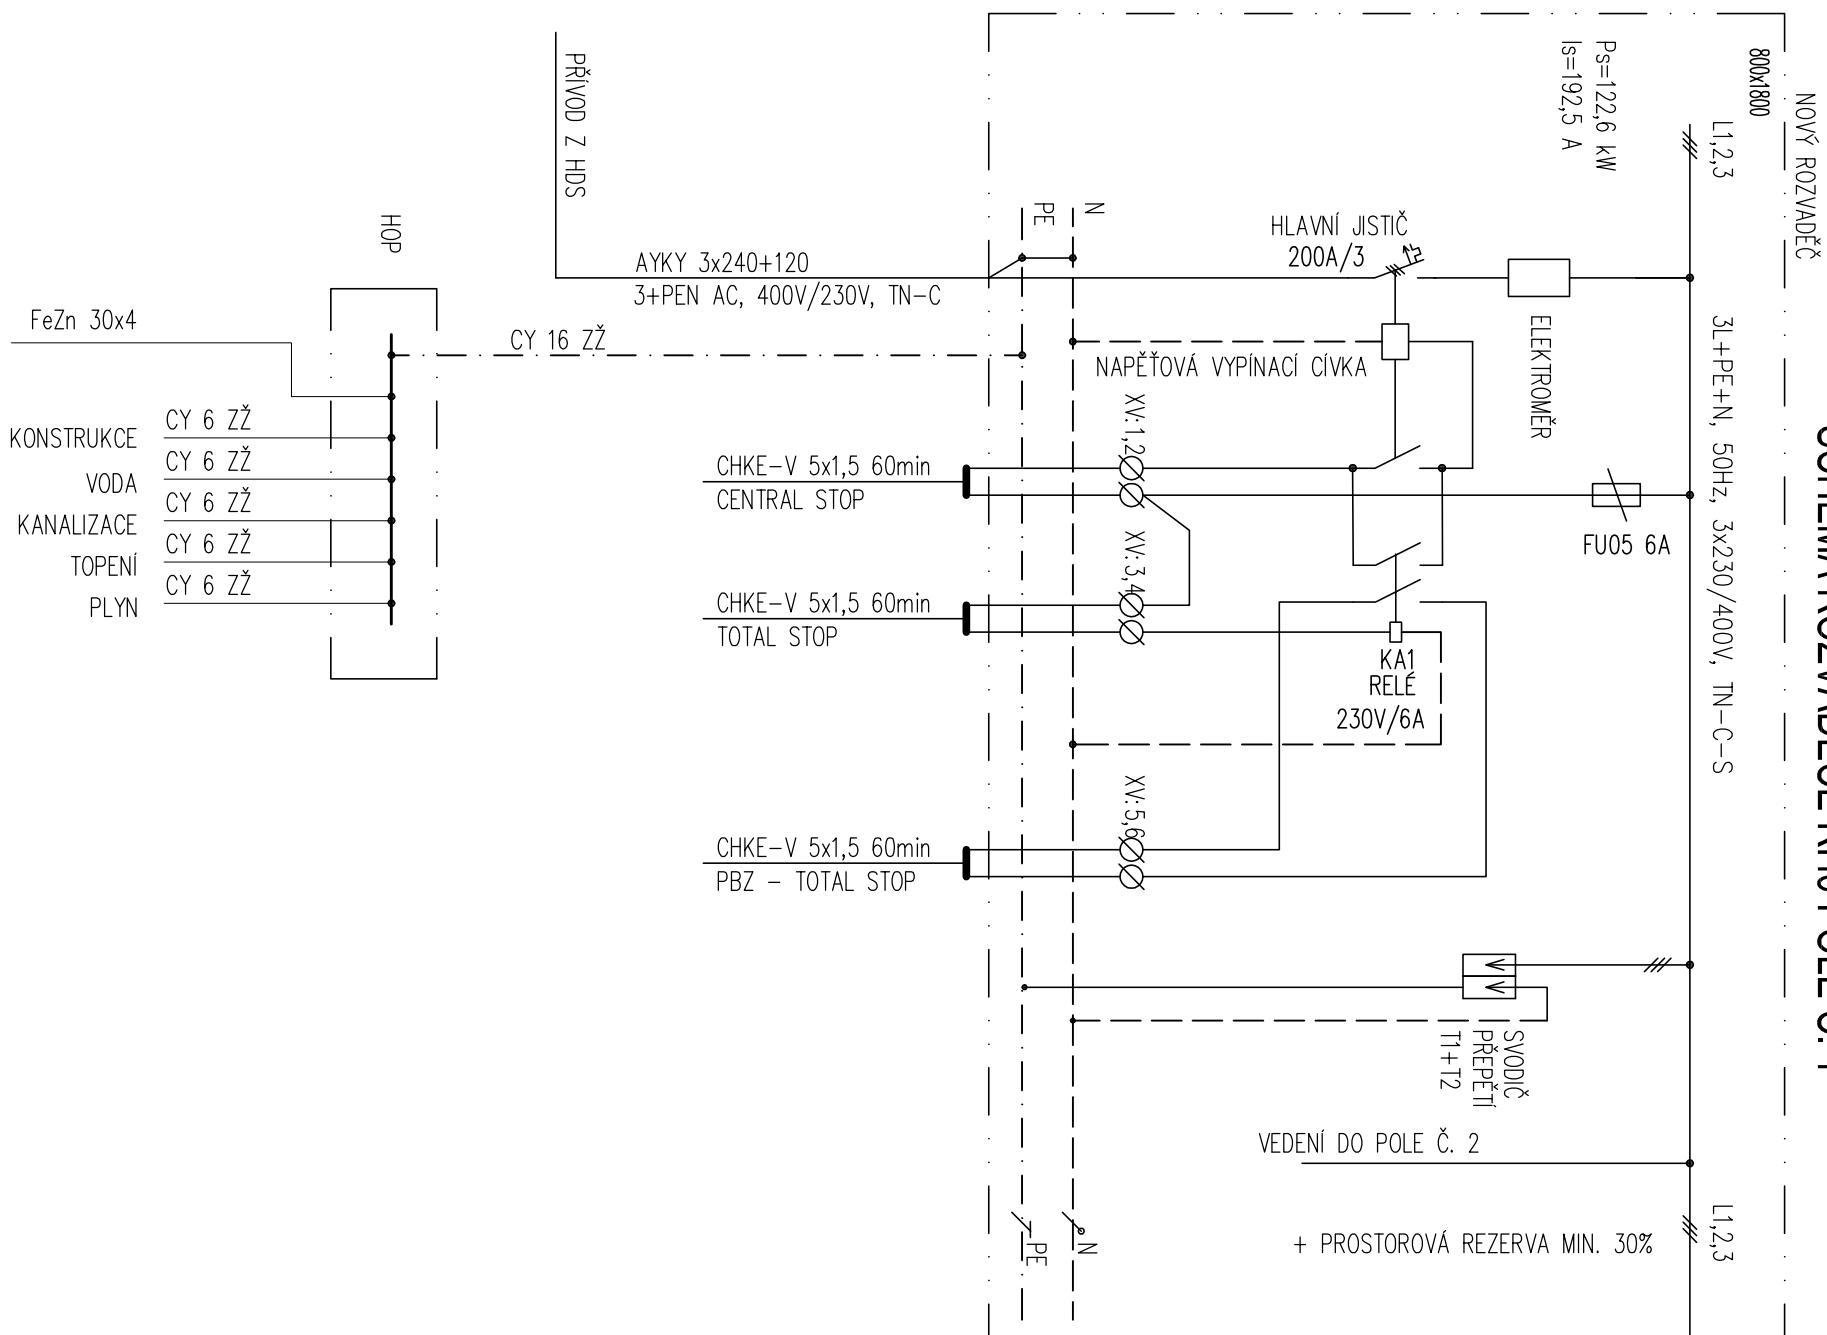 NOVÝ ROZVADĚČ
800x1800
Ps=122,6 kW
Is=192,5 A
L1,2,3
3L+PE+N, 50Hz, 3x230/400V, TN-C-S
PŘÍVOD Z HDS
AYKY 3x240+120
3+PEN AC, 400V/230V, TN-C
PE
N
HLAVNÍ JISTIČ
200A/3
ELEKTROMĚR
HOP
FeZn 30x4
CY 16 ZŽ
NAPĚŤOVÁ VYPÍNACÍ CÍVKA
CY 6 ZŽ
KONSTRUKCE
CY 6 ZŽ
VODA
CY 6 ZŽ
KANALIZACE
CY 6 ZŽ
TOPENÍ
CY 6 ZŽ
PLYN
XV:1,2
CHKE-V 5x1,5 60min
CENTRAL STOP
FU05 6A
XV:3,4
CHKE-V 5x1,5 60min
TOTAL STOP
KA1
RELÉ
230V/6A
XV:5,6
CHKE-V 5x1,5 60min
PBZ - TOTAL STOP
SVODIČ
PŘEPĚTÍ
T1+T2
VEDENÍ DO POLE Č. 2
+ PROSTOROVÁ REZERVA MIN. 30%
PE
N
L1,2,3